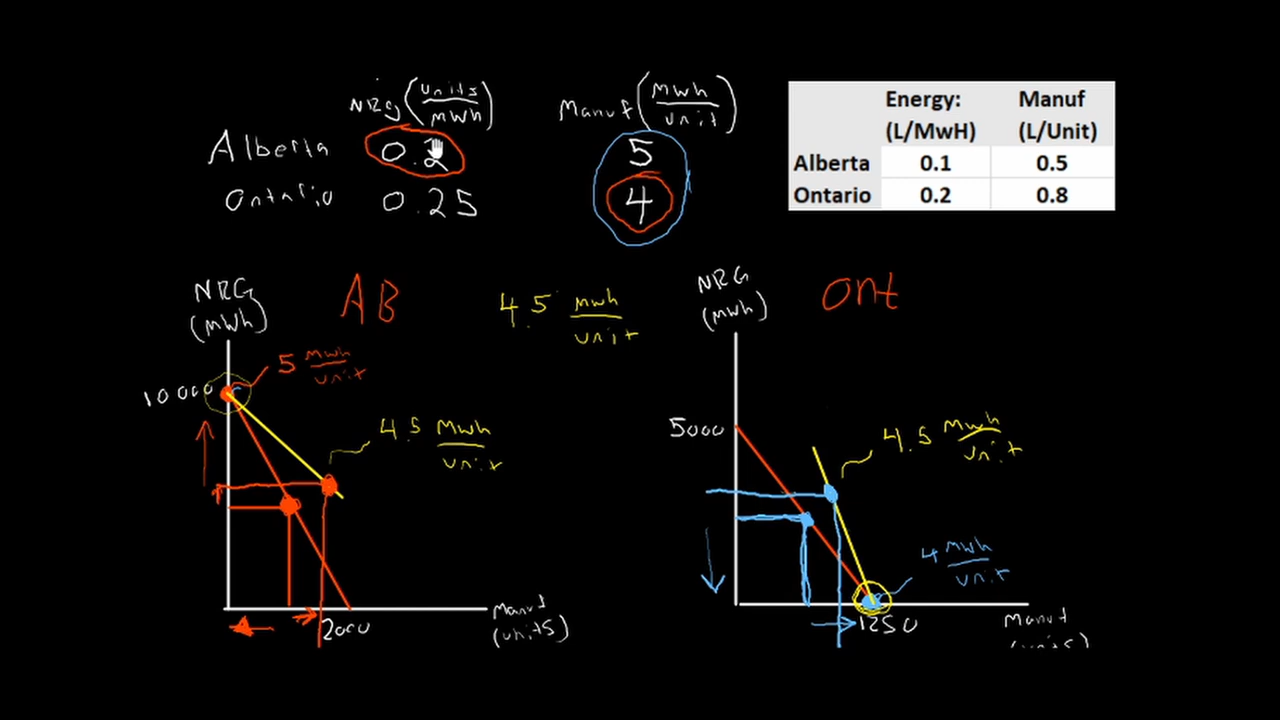 NRG (units/MWh) Manuf (MWh/unit)
Alberta 0.2 5
Ontario 0.25 4
Energy: Manuf
(L/MwH) (L/Unit)
Alberta 0.1 0.5
Ontario 0.2 0.8
NRG
(MWh)
AB
5 Mwh/unit
10 000
4.5 Mwh/unit
2000
Manuf
(units)
4.5 Mwh/unit
NRG
(MWh)
Ont
5000
4.5 Mwh/unit
4 Mwh/unit
1250
Manuf
(units)